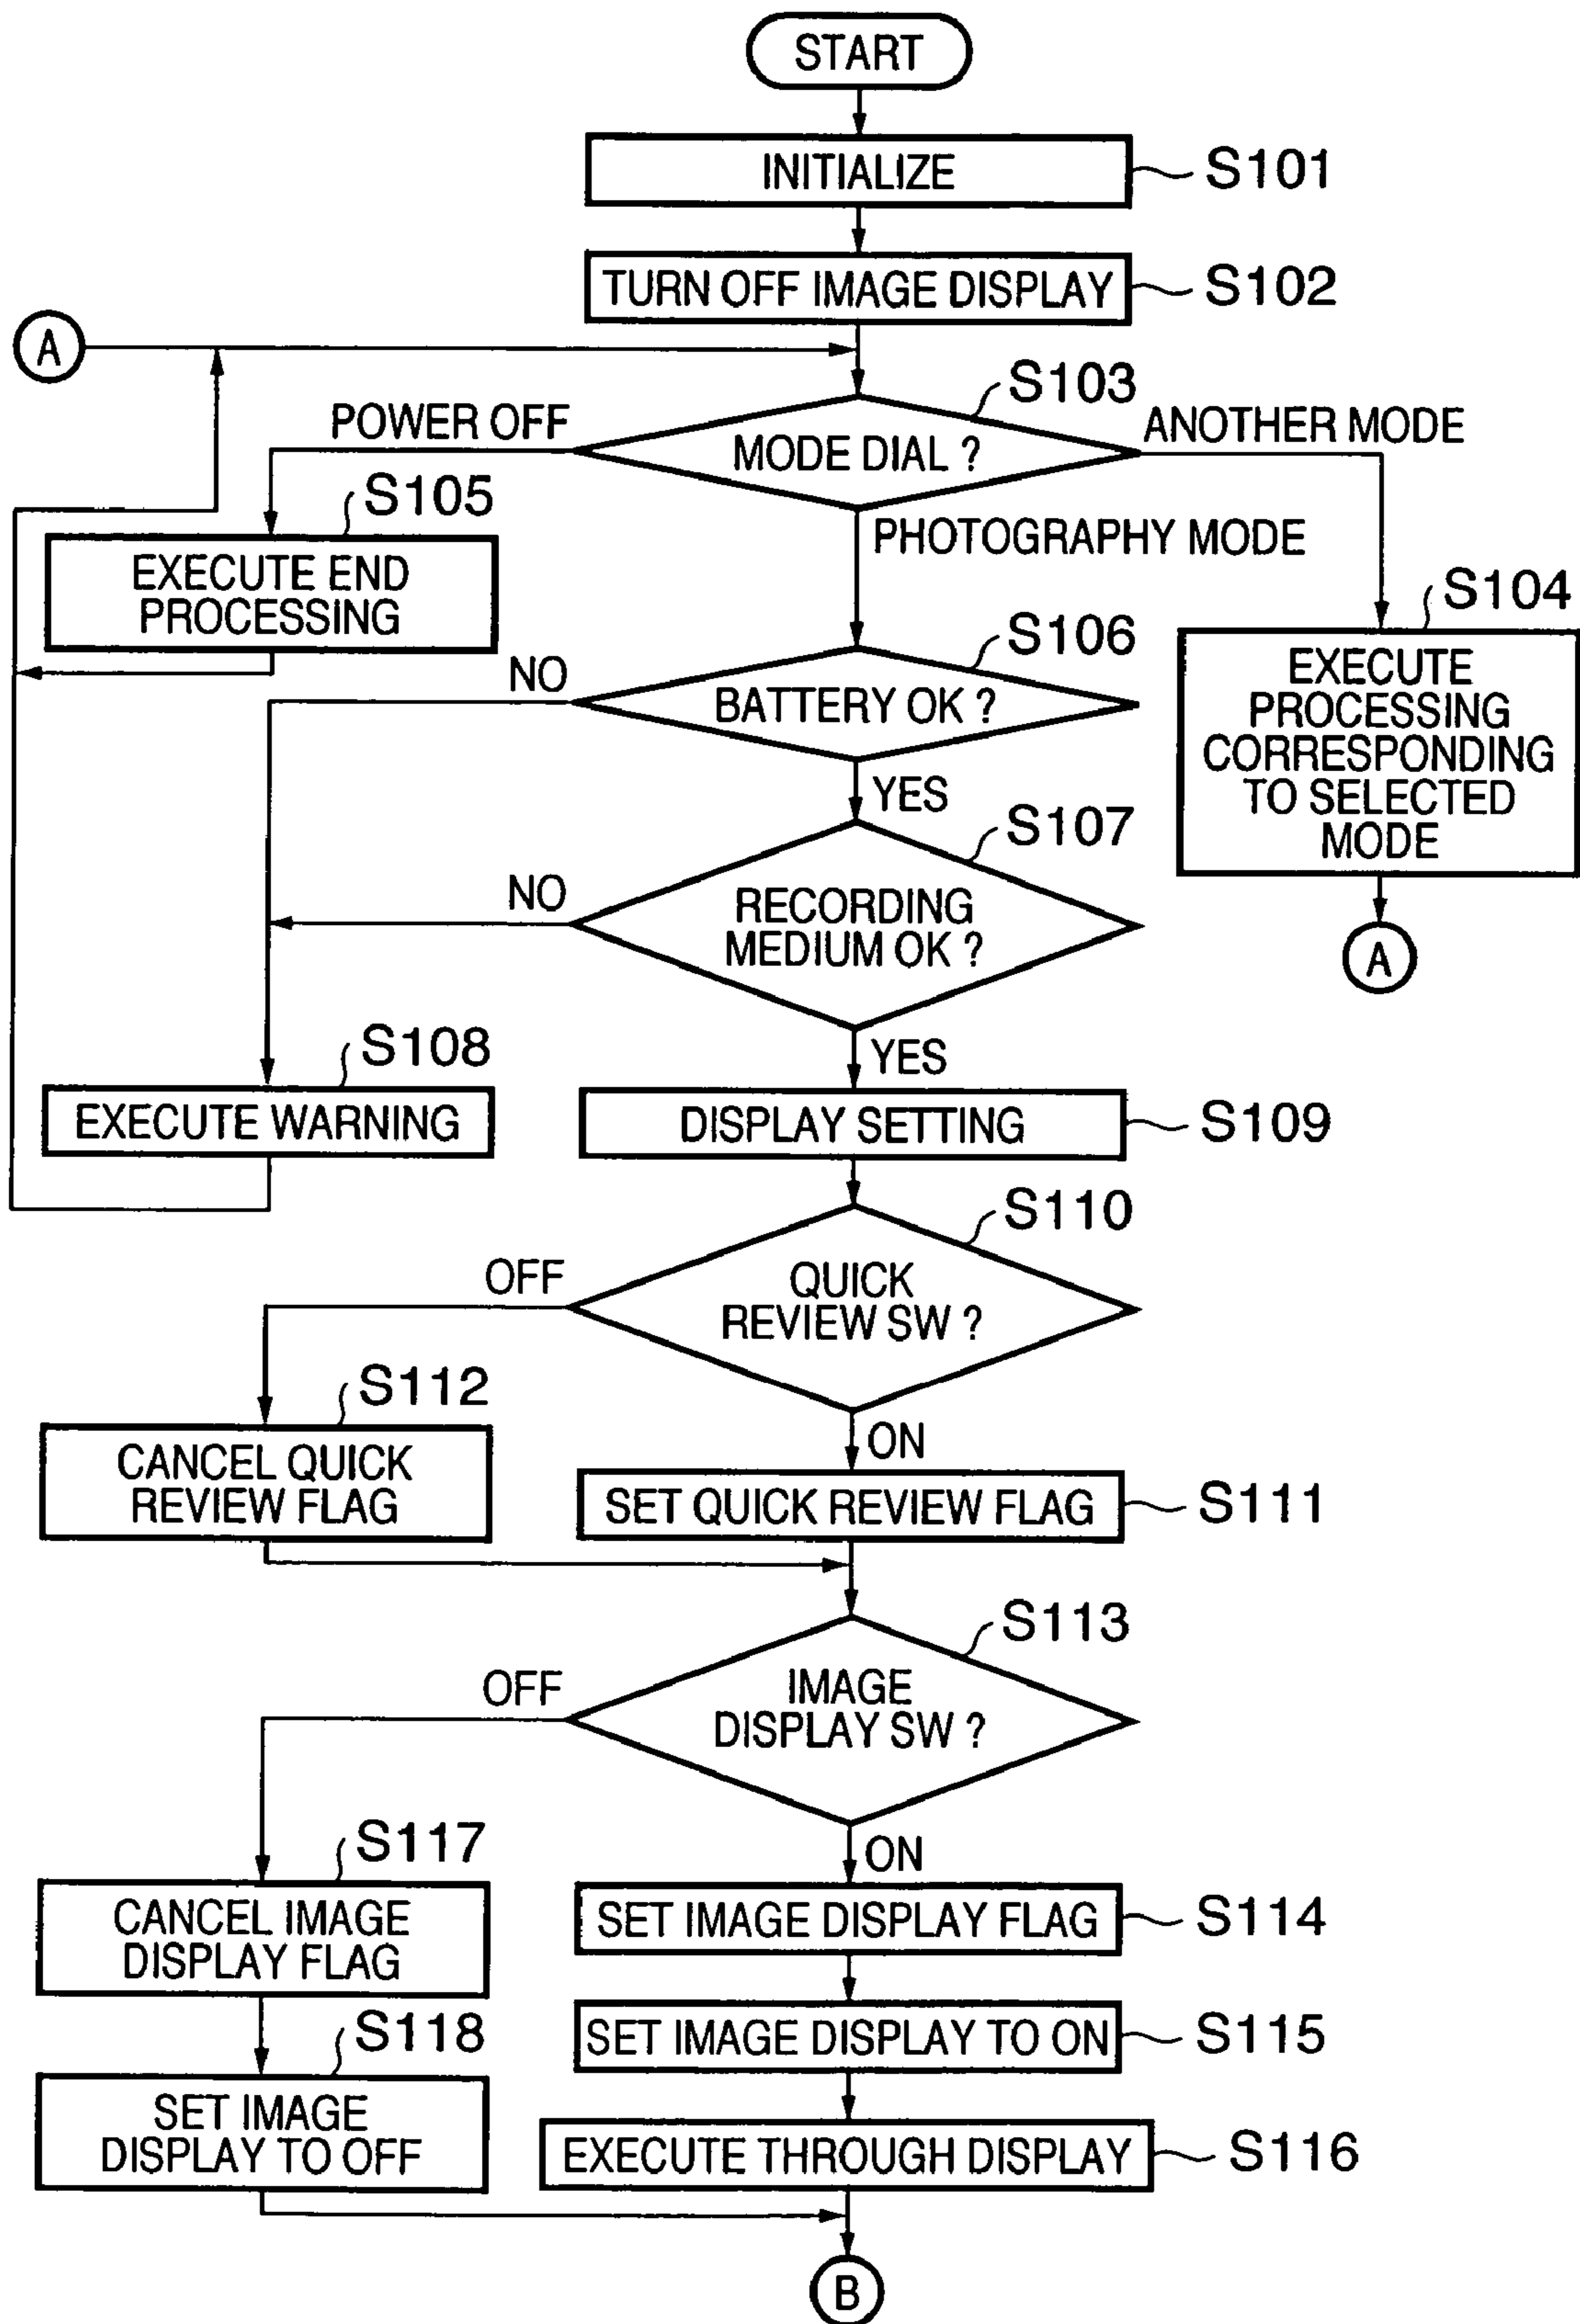 START
INITIALIZE
S101
TURN OFF IMAGE DISPLAY
S102
A
S103
POWER OFF
MODE DIAL ?
ANOTHER MODE
S105
PHOTOGRAPHY MODE
EXECUTE END
PROCESSING
S104
S106
NO
BATTERY OK ?
EXECUTE
PROCESSING
CORRESPONDING
TO SELECTED
MODE
YES
S107
NO
RECORDING
MEDIUM OK ?
A
YES
S108
EXECUTE WARNING
DISPLAY SETTING
S109
S110
OFF
QUICK
REVIEW SW ?
S112
ON
CANCEL QUICK
REVIEW FLAG
SET QUICK REVIEW FLAG
S111
S113
OFF
IMAGE
DISPLAY SW ?
S117
ON
CANCEL IMAGE
DISPLAY FLAG
SET IMAGE DISPLAY FLAG
S114
S118
SET IMAGE DISPLAY TO ON
S115
SET IMAGE
DISPLAY TO OFF
EXECUTE THROUGH DISPLAY
S116
B